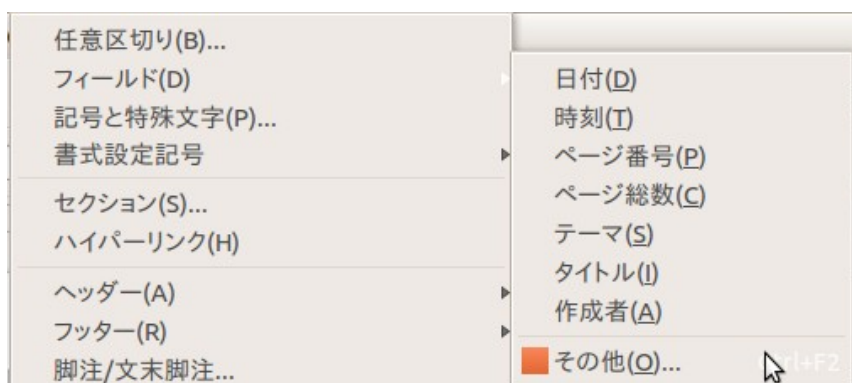 任意区切り(B)...
フィールド(D)
記号と特殊文字(P)...
書式設定記号
セクション(S)...
ハイパーリンク(H)
ヘッダー(A)
フッター(R)
脚注/文末脚注...
日付(D)
時刻(T)
ページ番号(P)
ページ総数(C)
テーマ(S)
タイトル(I)
作成者(A)
その他(O)... Ctrl+F2